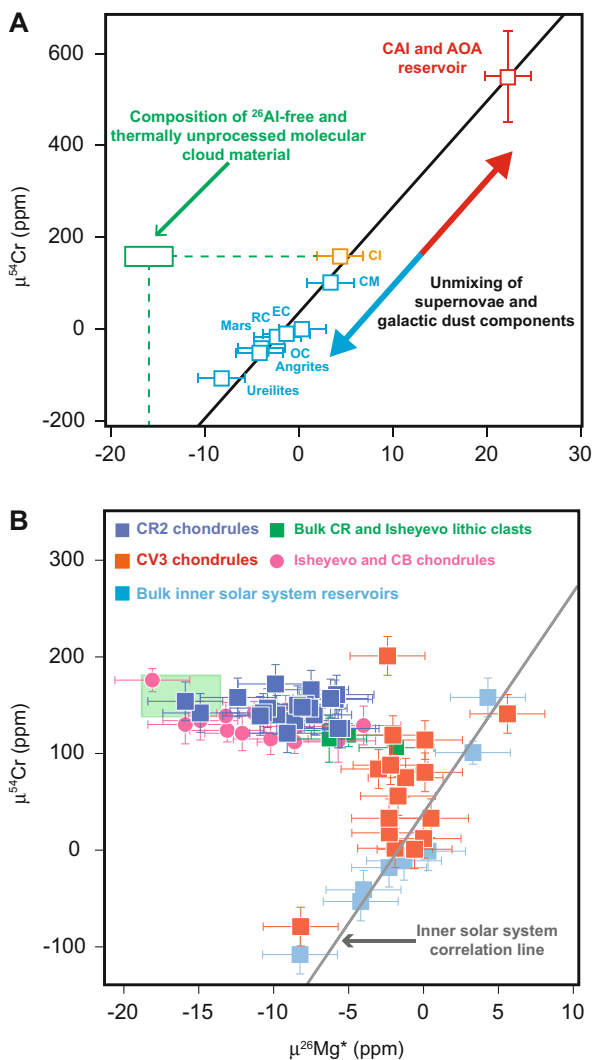 A
600
400
200
0
-200
μ⁵⁴Cr (ppm)
CAI and AOA
reservoir
Composition of ²⁶Al-free and
thermally unprocessed molecular
cloud material
CI
CM
Unmixing of
supernovae and
galactic dust components
EC
RC
Mars
OC
Angrites
Ureilites
-20 -10 0 10 20 30
B
300
200
100
0
-100
μ⁵⁴Cr (ppm)
CR2 chondrules
Bulk CR and Isheyevo lithic clasts
CV3 chondrules
Isheyevo and CB chondrules
Bulk inner solar system reservoirs
Inner solar system
correlation line
-20 -15 -10 -5 0 5 10
μ²⁶Mg* (ppm)